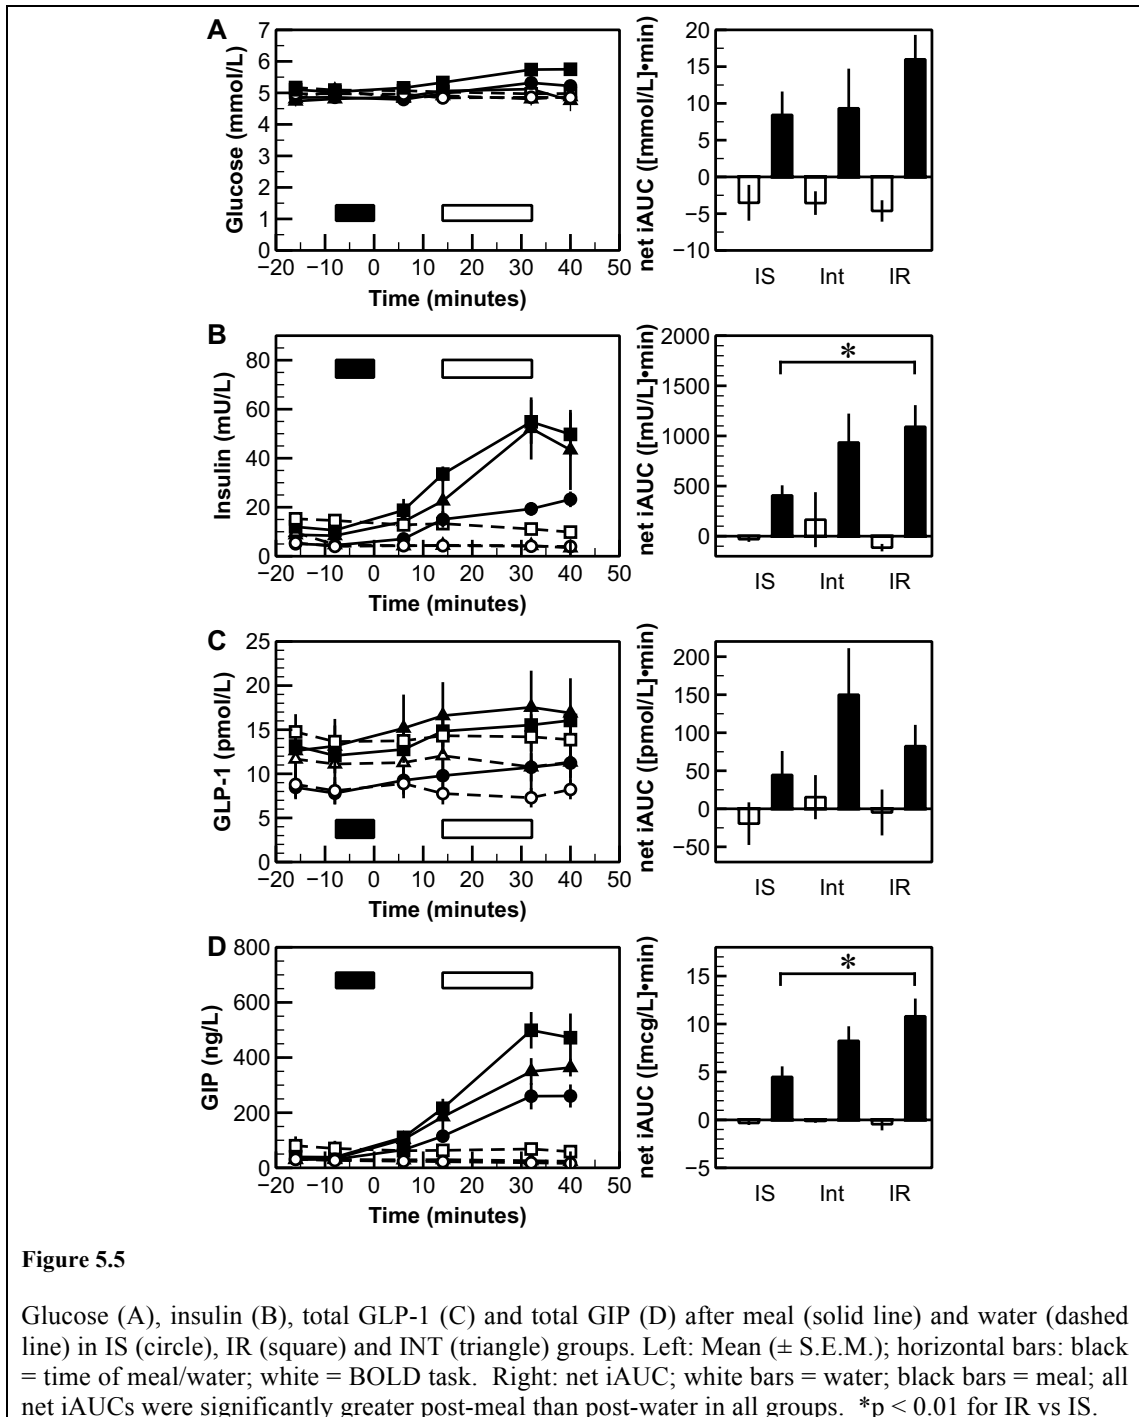 A
Glucose (mmol/L)
7
6
5
4
3
2
1
0
−20 −10 0 10 20 30 40 50
Time (minutes)
net iAUC ([mmol/L]•min)
20
15
10
5
0
−5
−10
IS Int IR
B
Insulin (mU/L)
80
60
40
20
0
−20 −10 0 10 20 30 40 50
Time (minutes)
net iAUC ([mU/L]•min)
2000
1500
1000
500
0
*
IS Int IR
C
GLP-1 (pmol/L)
25
20
15
10
5
0
−20 −10 0 10 20 30 40 50
Time (minutes)
net iAUC ([pmol/L]•min)
200
150
100
50
0
−50
IS Int IR
D
GIP (ng/L)
800
600
400
200
0
−20 −10 0 10 20 30 40 50
Time (minutes)
net iAUC ([mcg/L]•min)
15
10
5
0
−5
*
IS Int IR
Figure 5.5
Glucose (A), insulin (B), total GLP-1 (C) and total GIP (D) after meal (solid line) and water (dashed
line) in IS (circle), IR (square) and INT (triangle) groups. Left: Mean (± S.E.M.); horizontal bars: black
= time of meal/water; white = BOLD task. Right: net iAUC; white bars = water; black bars = meal; all
net iAUCs were significantly greater post-meal than post-water in all groups. *p < 0.01 for IR vs IS.